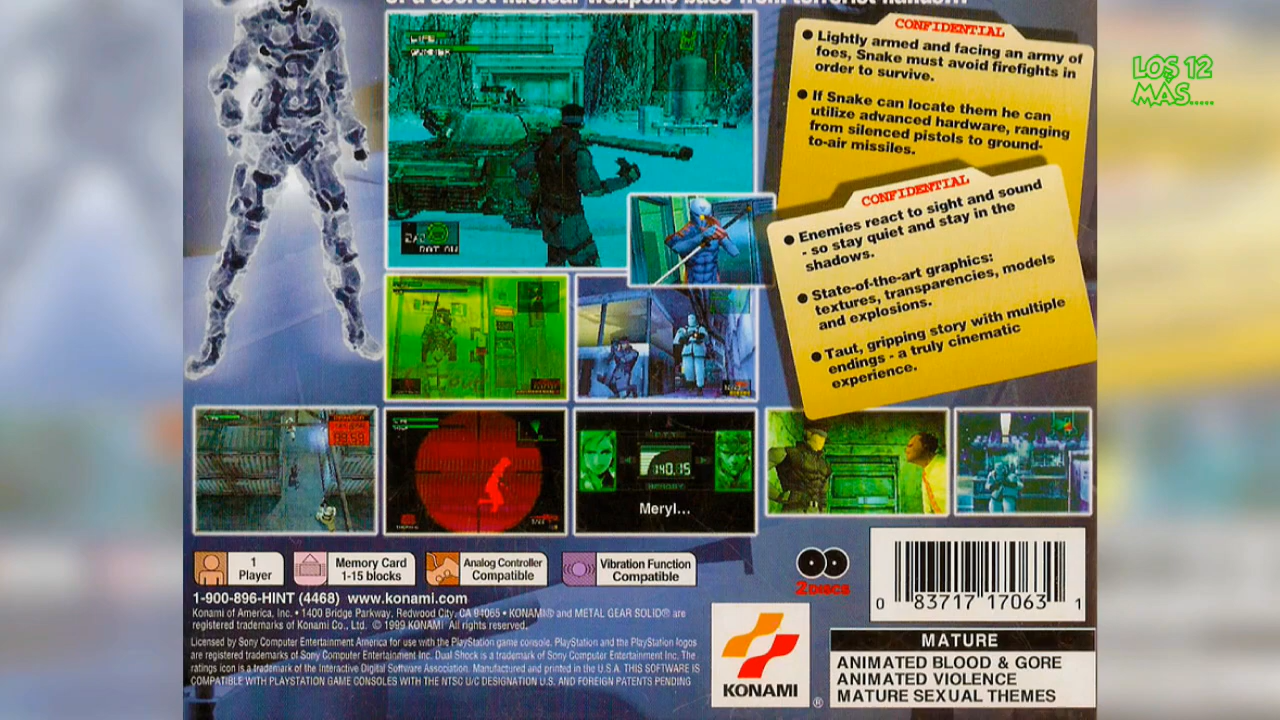 of a secret nuclear weapons base from terrorist hands...
CONFIDENTIAL
● Lightly armed and facing an army of
foes, Snake must avoid firefights in
order to survive.
● If Snake can locate them he can
utilize advanced hardware, ranging
from silenced pistols to ground-
to-air missiles.
LOS 12
MÁS.....
CONFIDENTIAL
● Enemies react to sight and sound
- so stay quiet and stay in the
shadows.
● State-of-the-art graphics:
textures, transparencies, models
and explosions.
● Taut, gripping story with multiple
endings - a truly cinematic
experience.
LIFE
140.15
Meryl...
1
Player
Memory Card
1-15 blocks
Analog Controller
Compatible
Vibration Function
Compatible
2 DISCS
1-900-896-HINT (4468) www.konami.com
Konami of America, Inc. • 1400 Bridge Parkway, Redwood City, CA 94065 • KONAMI® and METAL GEAR SOLID® are
registered trademarks of Konami Co., Ltd. © 1999 KONAMI All rights reserved.
Licensed by Sony Computer Entertainment America for use with the PlayStation game console. PlayStation and the PlayStation logos
are registered trademarks of Sony Computer Entertainment Inc. Dual Shock is a trademark of Sony Computer Entertainment Inc. The
ratings icon is a trademark of the Interactive Digital Software Association. Manufactured and printed in the U.S.A. THIS SOFTWARE IS
COMPATIBLE WITH PLAYSTATION GAME CONSOLES WITH THE NTSC U/C DESIGNATION U.S. AND FOREIGN PATENTS PENDING
KONAMI
®
0 83717 17063 1
MATURE
ANIMATED BLOOD & GORE
ANIMATED VIOLENCE
MATURE SEXUAL THEMES